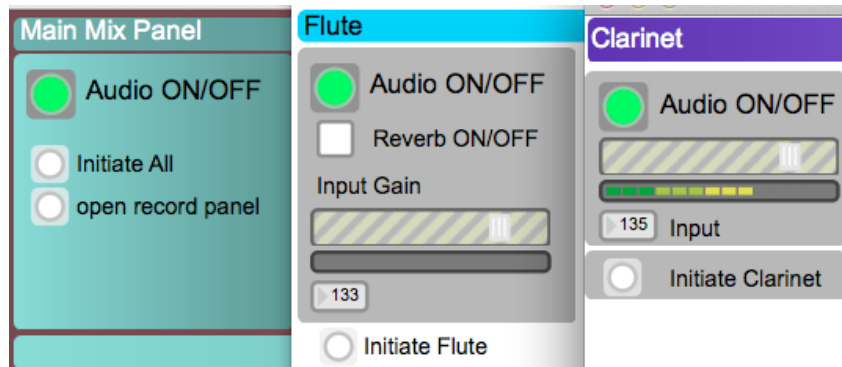 Main Mix Panel
Audio ON/OFF
Initiate All
open record panel
Flute
Audio ON/OFF
Reverb ON/OFF
Input Gain
133
Initiate Flute
Clarinet
Audio ON/OFF
135
Input
Initiate Clarinet